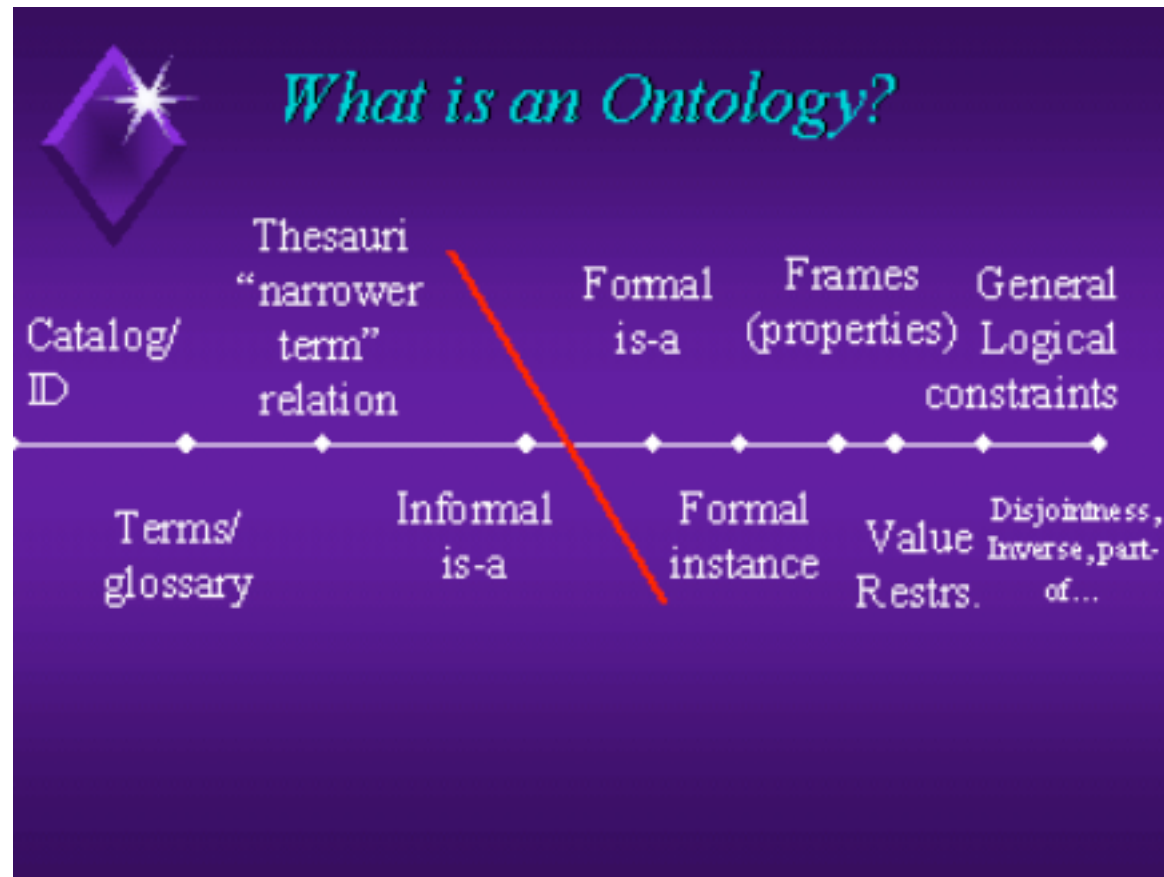 What is an Ontology?
Thesauri
“narrower
term”
relation
Catalog/
ID
Formal
is-a
Frames
(properties)
General
Logical
constraints
Terms/
glossary
Informal
is-a
Formal
instance
Value
Restrs.
Disjointness,
Inverse, part-
of...